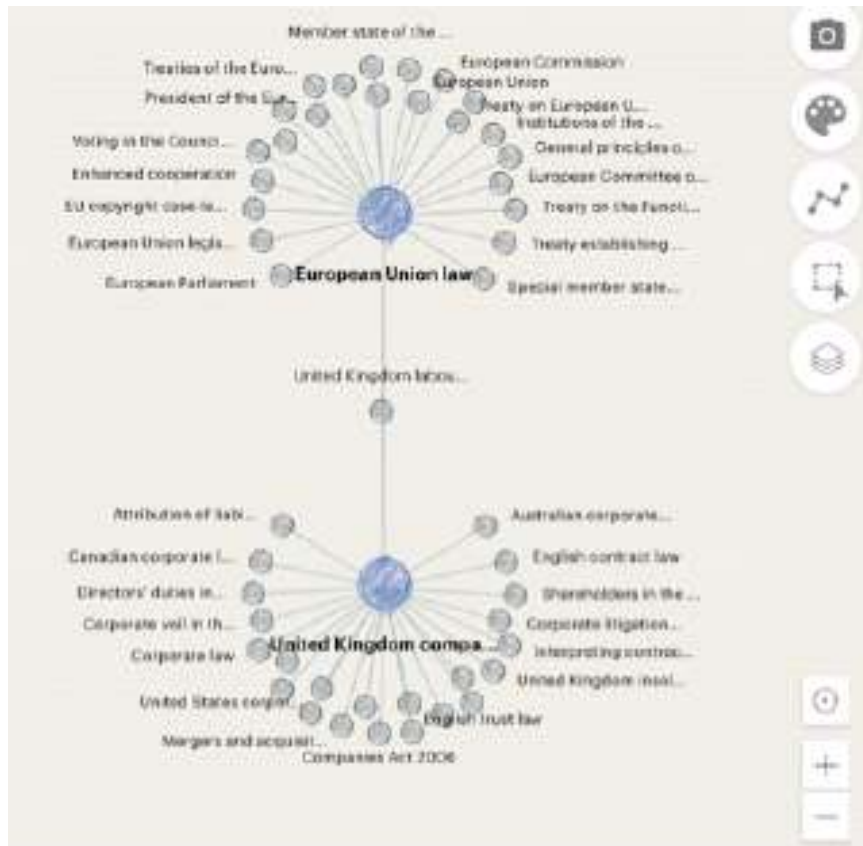 Member state of the ...
European Commission
Treaties of the Euro...
European Union
President of the Eur...
Treaty on European U...
Institutions of the ...
Voting in the Counci...
General principles o...
Enhanced cooperation
European Committee o...
EU copyright case la...
Treaty on the Functi...
European Union legis...
Treaty establishing ...
European Parliament
European Union law
Special member state...
United Kingdom labou...
Attribution of liabi...
Australian corporate...
Canadian corporate l...
English contract law
Directors' duties in...
Shareholders in the ...
Corporate veil in th...
Corporate litigation...
United Kingdom compa...
Interpreting contrac...
Corporate law
United Kingdom insol...
United States corpor...
English trust law
Mergers and acquisit...
Companies Act 2006